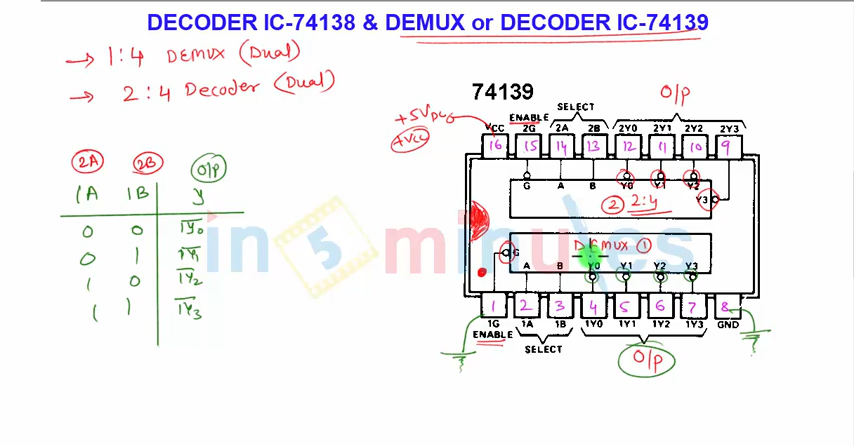 DECODER IC-74138 & DEMUX or DECODER IC-74139
→ 1:4 DEMUX (Dual)
→ 2:4 Decoder (Dual)
74139
O/P
+5V
+VCC
ENABLE SELECT
VCC 2G 2A 2B 2Y0 2Y1 2Y2 2Y3
16 15 14 13 12 11 10 9
G A B Y0 Y1 Y2 Y3
2 2:4
2A 2B O/P
1A 1B y
0 0 1Y0
0 1 1Y1
1 0 1Y2
1 1 1Y3
in 5 minutes
DEMUX 1
G A B Y0 Y1 Y2 Y3
1 2 3 4 5 6 7 8
1G 1A 1B 1Y0 1Y1 1Y2 1Y3 GND
ENABLE SELECT O/P